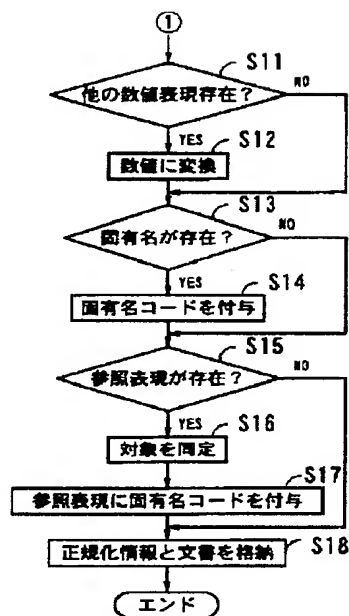 ①
S11
他の数値表現存在?
NO
YES
S12
数値に変換
S13
固有名が存在?
NO
YES
S14
固有名コードを付与
S15
参照表現が存在?
NO
YES
S16
対象を同定
S17
参照表現に固有名コードを付与
正規化情報と文書を格納
S18
エンド